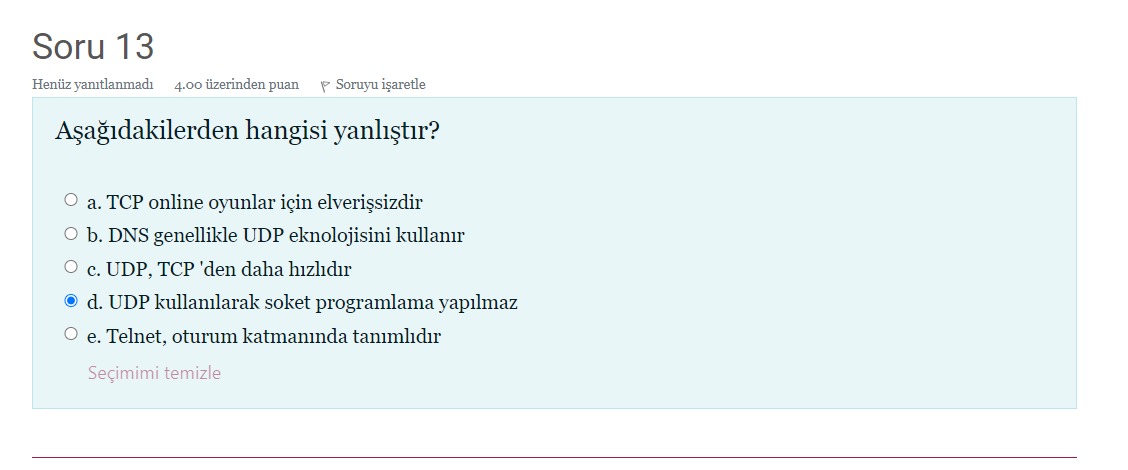 Soru 13
Henüz yanıtlanmadı 4.00 üzerinden puan Soruyu işaretle
Aşağıdakilerden hangisi yanlıştır?
a. TCP online oyunlar için elverişsizdir
b. DNS genellikle UDP eknolojisini kullanır
c. UDP, TCP 'den daha hızlıdır
d. UDP kullanılarak soket programlama yapılmaz
e. Telnet, oturum katmanında tanımlıdır
Seçimimi temizle